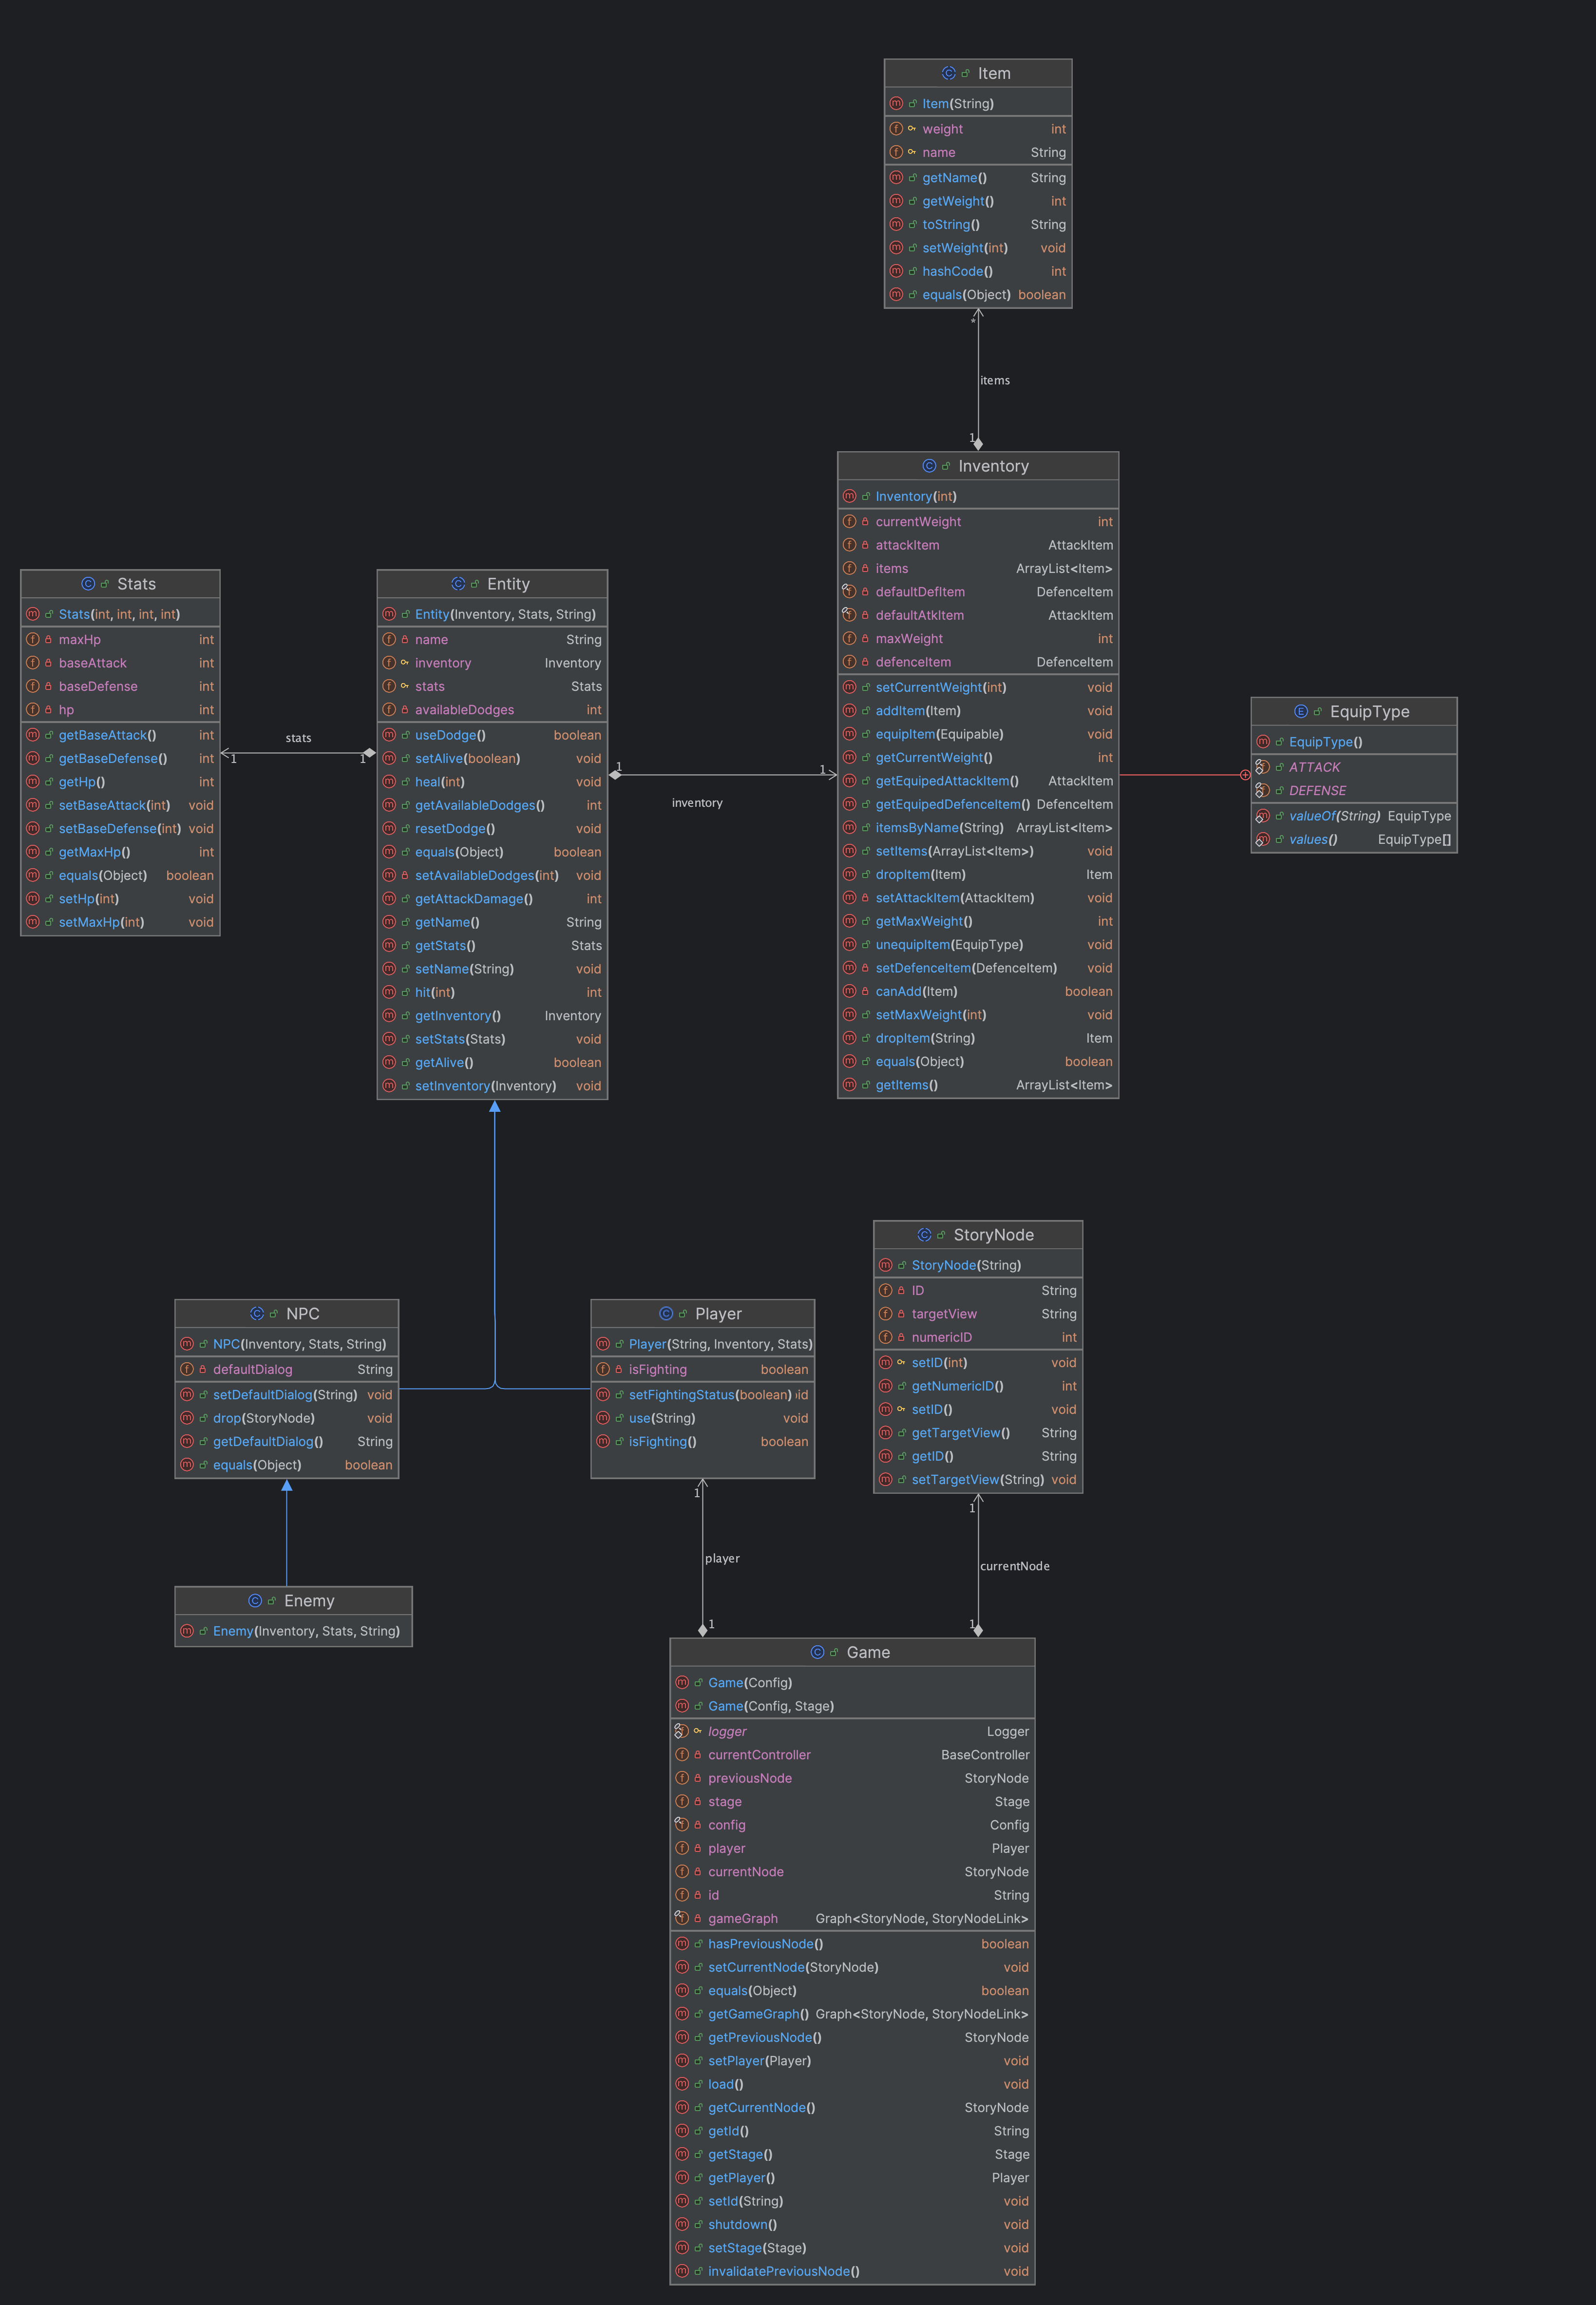 Item
Item(String)
weight int
name String
getName() String
getWeight() int
toString() String
setWeight(int) void
hashCode() int
equals(Object) boolean
*
items
1
Inventory
Inventory(int)
currentWeight int
attackItem AttackItem
items ArrayList<Item>
defaultDefItem DefenceItem
defaultAtkItem AttackItem
maxWeight int
defenceItem DefenceItem
setCurrentWeight(int) void
addItem(Item) void
equipItem(Equipable) void
getCurrentWeight() int
getEquipedAttackItem() AttackItem
getEquipedDefenceItem() DefenceItem
itemsByName(String) ArrayList<Item>
setItems(ArrayList<Item>) void
dropItem(Item) Item
setAttackItem(AttackItem) void
getMaxWeight() int
unequipItem(EquipType) void
setDefenceItem(DefenceItem) void
canAdd(Item) boolean
setMaxWeight(int) void
dropItem(String) Item
equals(Object) boolean
getItems() ArrayList<Item>
Stats
Stats(int, int, int, int)
maxHp int
baseAttack int
baseDefense int
hp int
getBaseAttack() int
getBaseDefense() int
getHp() int
setBaseAttack(int) void
setBaseDefense(int) void
getMaxHp() int
equals(Object) boolean
setHp(int) void
setMaxHp(int) void
stats
1 1
Entity
Entity(Inventory, Stats, String)
name String
inventory Inventory
stats Stats
availableDodges int
useDodge() boolean
setAlive(boolean) void
heal(int) void
getAvailableDodges() int
resetDodge() void
equals(Object) boolean
setAvailableDodges(int) void
getAttackDamage() int
getName() String
getStats() Stats
setName(String) void
hit(int) int
getInventory() Inventory
setStats(Stats) void
getAlive() boolean
setInventory(Inventory) void
1 1
inventory
EquipType
EquipType()
ATTACK
DEFENSE
valueOf(String) EquipType
values() EquipType[]
NPC
NPC(Inventory, Stats, String)
defaultDialog String
setDefaultDialog(String) void
drop(StoryNode) void
getDefaultDialog() String
equals(Object) boolean
Player
Player(String, Inventory, Stats)
isFighting boolean
setFightingStatus(boolean) id
use(String) void
isFighting() boolean
StoryNode
StoryNode(String)
ID String
targetView String
numericID int
setID(int) void
getNumericID() int
setID() void
getTargetView() String
getID() String
setTargetView(String) void
1
player
1
1
currentNode
1
Enemy
Enemy(Inventory, Stats, String)
Game
Game(Config)
Game(Config, Stage)
logger Logger
currentController BaseController
previousNode StoryNode
stage Stage
config Config
player Player
currentNode StoryNode
id String
gameGraph Graph<StoryNode, StoryNodeLink>
hasPreviousNode() boolean
setCurrentNode(StoryNode) void
equals(Object) boolean
getGameGraph() Graph<StoryNode, StoryNodeLink>
getPreviousNode() StoryNode
setPlayer(Player) void
load() void
getCurrentNode() StoryNode
getId() String
getStage() Stage
getPlayer() Player
setId(String) void
shutdown() void
setStage(Stage) void
invalidatePreviousNode() void